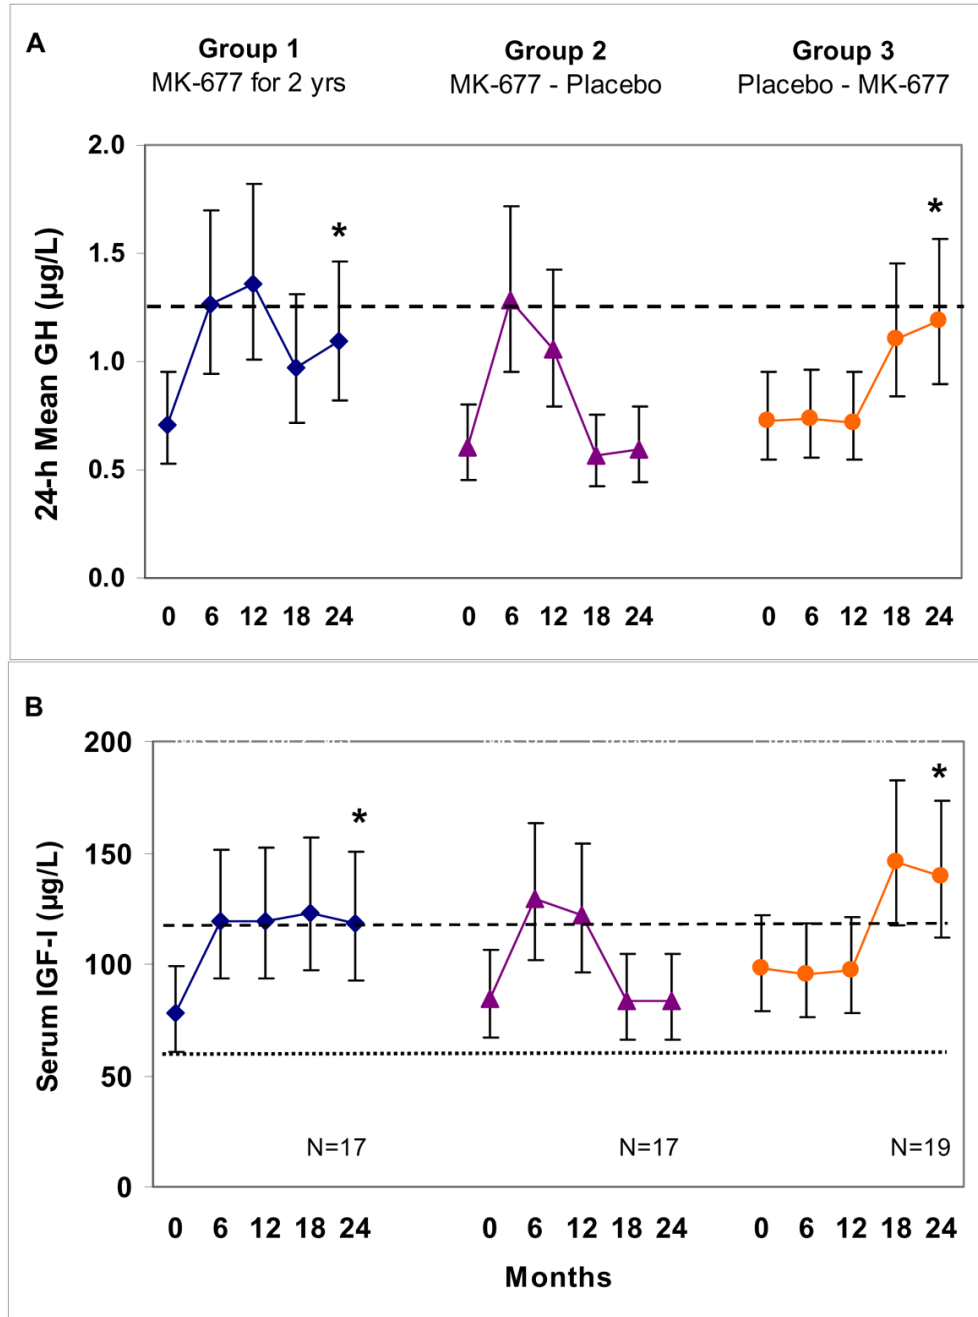 A
Group 1 Group 2 Group 3
MK-677 for 2 yrs MK-677 - Placebo Placebo - MK-677
24-h Mean GH (µg/L)
2.0
1.5
1.0
0.5
0.0
* *
0 6 12 18 24 0 6 12 18 24 0 6 12 18 24
B
Serum IGF-I (µg/L)
200
150
100
50
0
* *
N=17 N=17 N=19
0 6 12 18 24 0 6 12 18 24 0 6 12 18 24
Months